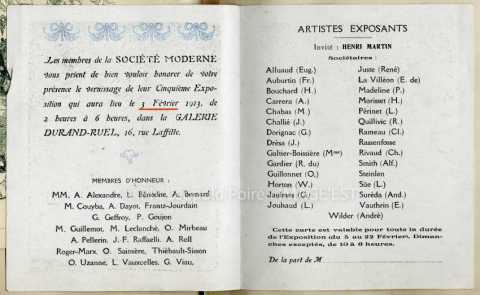 Les membres de la SOCIÉTÉ MODERNE
vous prient de bien vouloir honorer de votre
présence le vernissage de leur Cinquième Expo-
sition qui aura lieu le 3 Février 1913, de
2 heures à 6 heures, dans la GALERIE
DURAND-RUEL, 16, rue Laffitte.
MEMBRES D'HONNEUR :
MM. A. Alexandre, L. Bénédite, A. Bernard
M. Couyba, A. Dayot, Frantz-Jourdain
G. Geffroy, P. Goujon
M. Guillemot, M. Leclanché, O. Mirbeau
A. Pellerin, J. F. Raffaelli, A. Roll
Roger-Marx, O. Sainsère, Thiébault-Sisson
O. Uzanne, L. Vauxcelles, G. Viau,
ARTISTES EXPOSANTS
Invité : HENRI MARTIN
Sociétaires :
Alluaud (Eug.)
Auburtin (Fr.)
Bouchard (H.)
Carrera (A.)
Chabas (M.)
Challié (J.)
Dorignac (G.)
Drésa (J.)
Galtier-Boissière (Mme)
Gardier (R. du)
Guillonnet (O.)
Horton (W.)
Jaulmes (G.)
Jouhaud (L.)
Juste (René)
La Villéon (E. de)
Madeline (P.)
Marisset (H.)
Périnet (L.)
Quillivic (R.)
Rameau (Cl.)
Rassenfosse
Rivaud (Ch.)
Smith (Alf.)
Steinlen
Süe (L.)
Suréda (And.)
Vauthrin (E.)
Wilder (André)
Cette carte est valable pour toute la durée
de l'Exposition du 5 au 22 Février, Diman-
ches exceptés, de 10 à 6 heures.
De la part de M